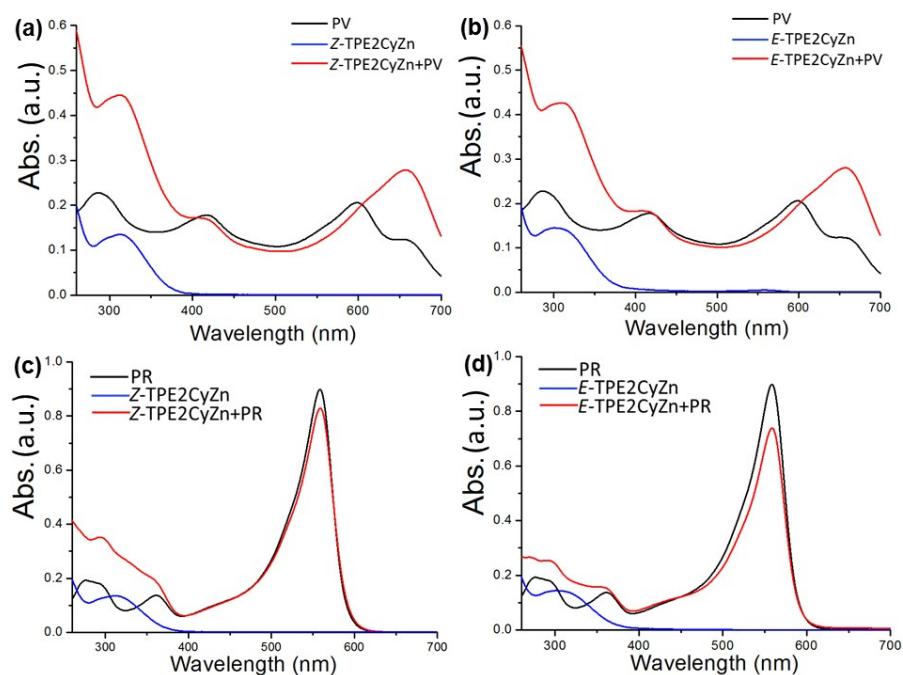 (a)
PV
Z-TPE2CyZn
Z-TPE2CyZn+PV
Abs. (a.u.)
0.6
0.5
0.4
0.3
0.2
0.1
0.0
300 400 500 600 700
Wavelength (nm)
(b)
PV
E-TPE2CyZn
E-TPE2CyZn+PV
Abs. (a.u.)
0.6
0.5
0.4
0.3
0.2
0.1
0.0
300 400 500 600 700
Wavelength (nm)
(c)
PR
Z-TPE2CyZn
Z-TPE2CyZn+PR
Abs. (a.u.)
1.0
0.8
0.6
0.4
0.2
0.0
300 400 500 600 700
Wavelength (nm)
(d)
PR
E-TPE2CyZn
E-TPE2CyZn+PR
Abs. (a.u.)
1.0
0.8
0.6
0.4
0.2
0.0
300 400 500 600 700
Wavelength (nm)